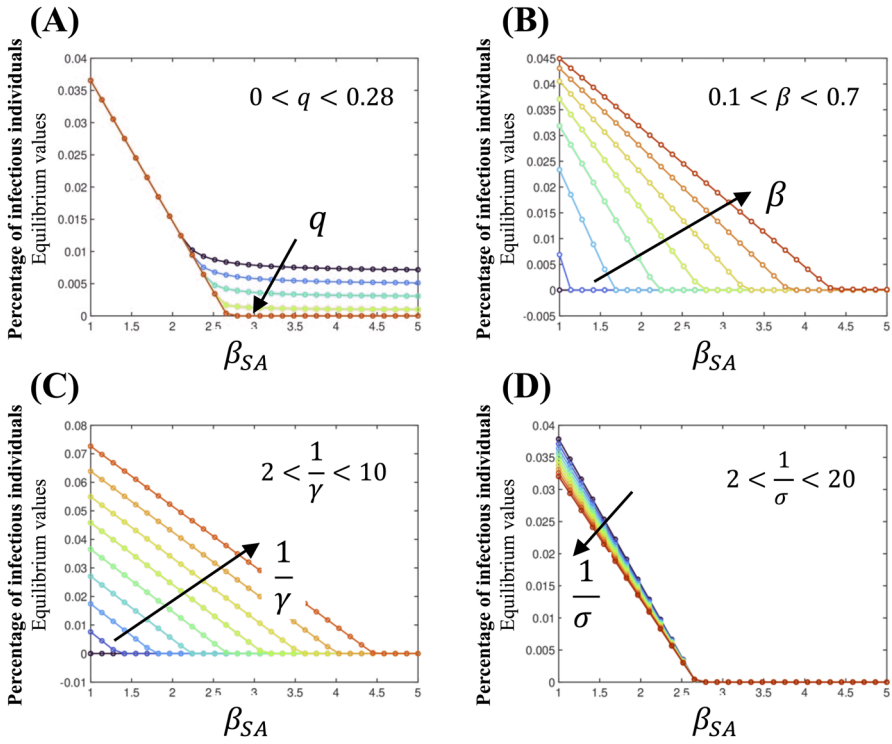 (A)
Percentage of infectious individuals
Equilibrium values
0.04
0.035
0.03
0.025
0.02
0.015
0.01
0.005
0
0 < q < 0.28
q
1 1.5 2 2.5 3 3.5 4 4.5 5
β_SA
(B)
Percentage of infectious individuals
Equilibrium values
0.045
0.04
0.035
0.03
0.025
0.02
0.015
0.01
0.005
0
-0.005
0.1 < β < 0.7
β
1 1.5 2 2.5 3 3.5 4 4.5 5
β_SA
(C)
Percentage of infectious individuals
Equilibrium values
0.08
0.07
0.06
0.05
0.04
0.03
0.02
0.01
0
-0.01
2 < 1/γ < 10
1/γ
1 1.5 2 2.5 3 3.5 4 4.5 5
β_SA
(D)
Percentage of infectious individuals
Equilibrium values
0.04
0.035
0.03
0.025
0.02
0.015
0.01
0.005
0
2 < 1/σ < 20
1/σ
1 1.5 2 2.5 3 3.5 4 4.5 5
β_SA